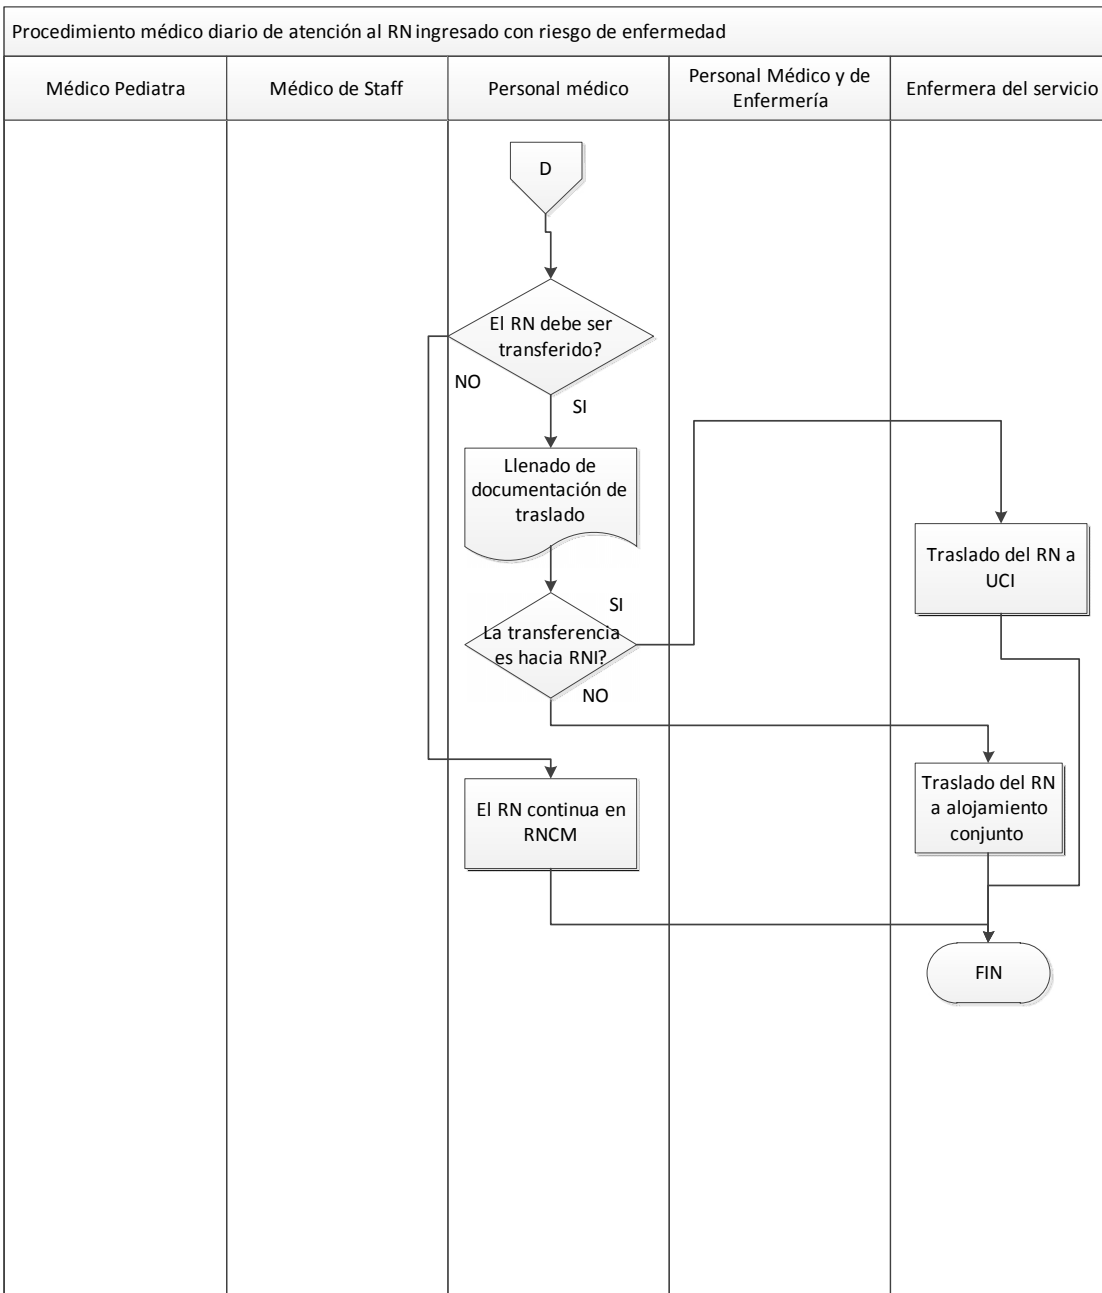 Procedimiento médico diario de atención al RN ingresado con riesgo de enfermedad
Médico Pediatra
Médico de Staff
Personal médico
Personal Médico y de
Enfermería
Enfermera del servicio
D
El RN debe ser
transferido?
NO
SI
Llenado de
documentación de
traslado
Traslado del RN a
UCI
SI
La transferencia
es hacia RNI?
NO
Traslado del RN
a alojamiento
conjunto
El RN continua en
RNCM
FIN